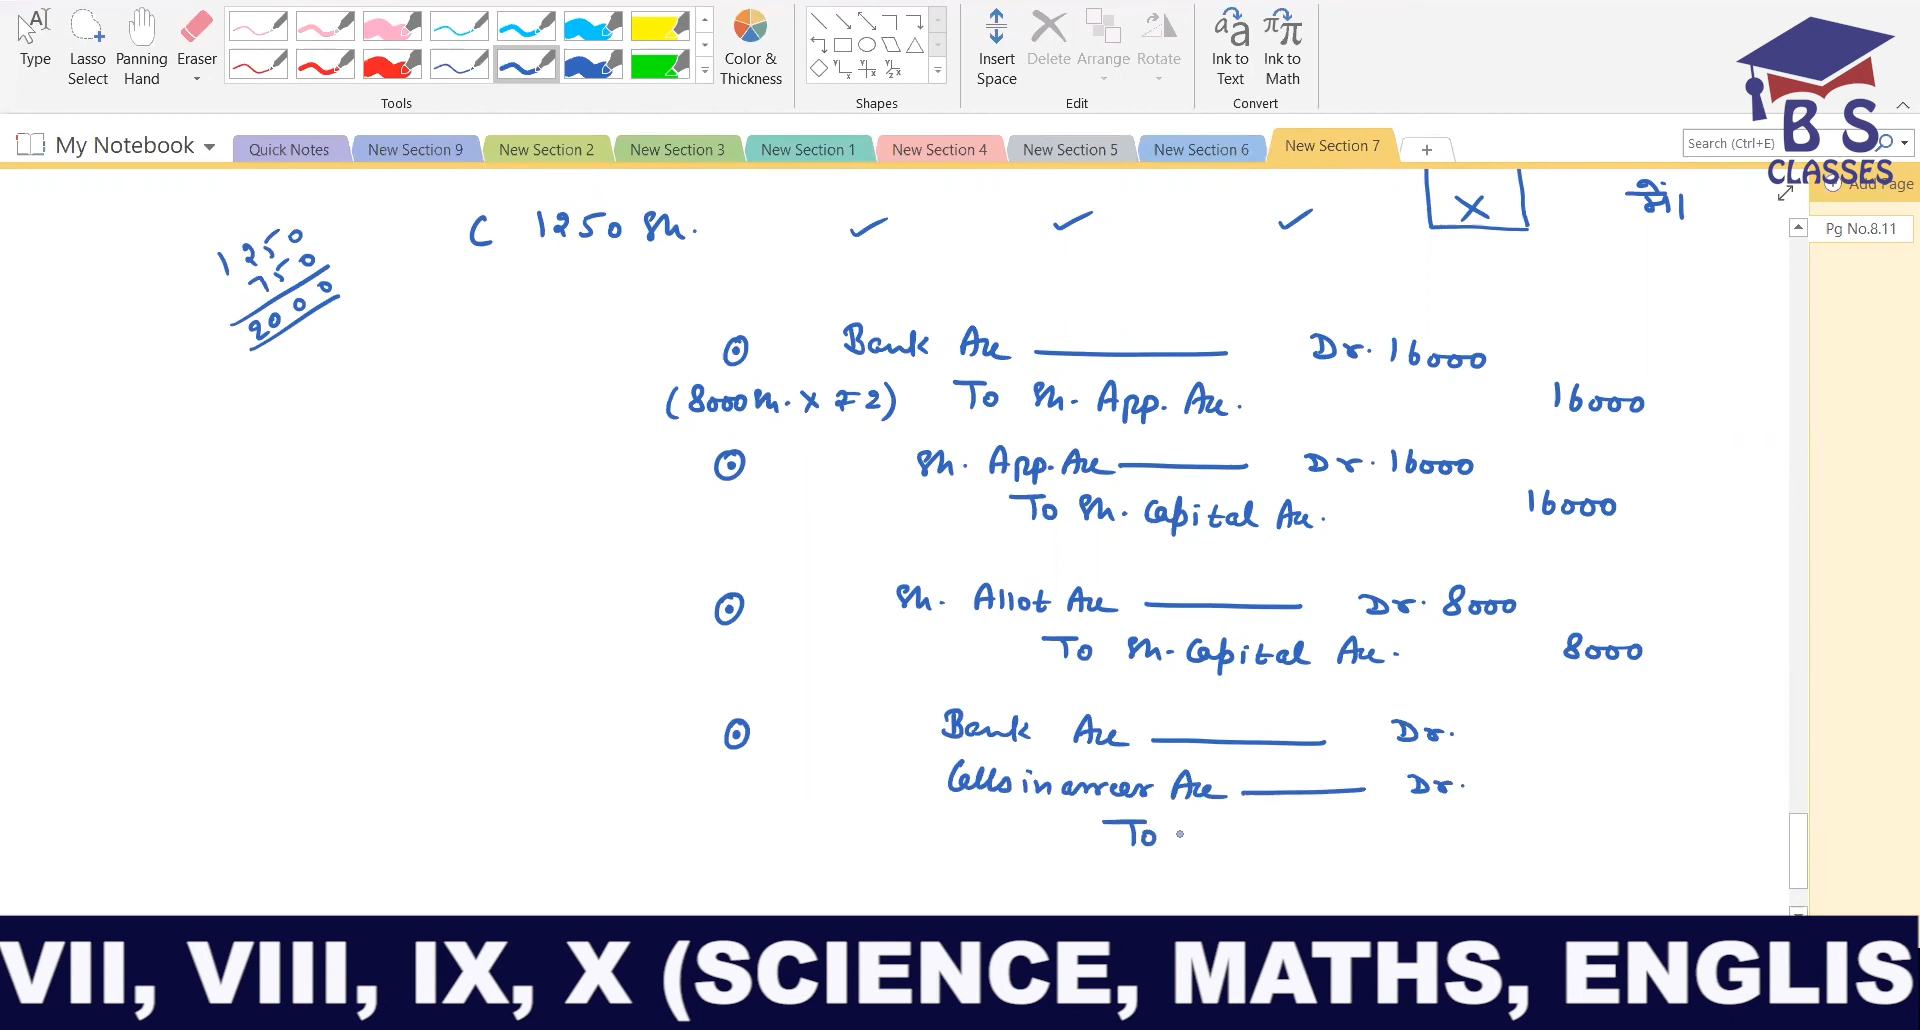 Type
Lasso Select
Panning Hand
Eraser
Color & Thickness
Insert Space
Delete
Arrange
Rotate
Ink to Text
Ink to Math
Tools
Shapes
Edit
Convert
BS
CLASSES
My Notebook
Quick Notes
New Section 9
New Section 2
New Section 3
New Section 1
New Section 4
New Section 5
New Section 6
New Section 7
Search (Ctrl+E)
Add Page
Pg No.8.11
C 1250 Sh. ✓ ✓ ✓ X
1250
750
2000
Bank A/c Dr. 16000
(8000 Sh. X ₹2) To Sh. App. A/c. 16000
Sh. App. A/c Dr. 16000
To Sh. Capital A/c. 16000
Sh. Allot A/c Dr. 8000
To Sh. Capital A/c. 8000
Bank A/c Dr.
Calls in arrear A/c Dr.
To
VII, VIII, IX, X (SCIENCE, MATHS, ENGLIS